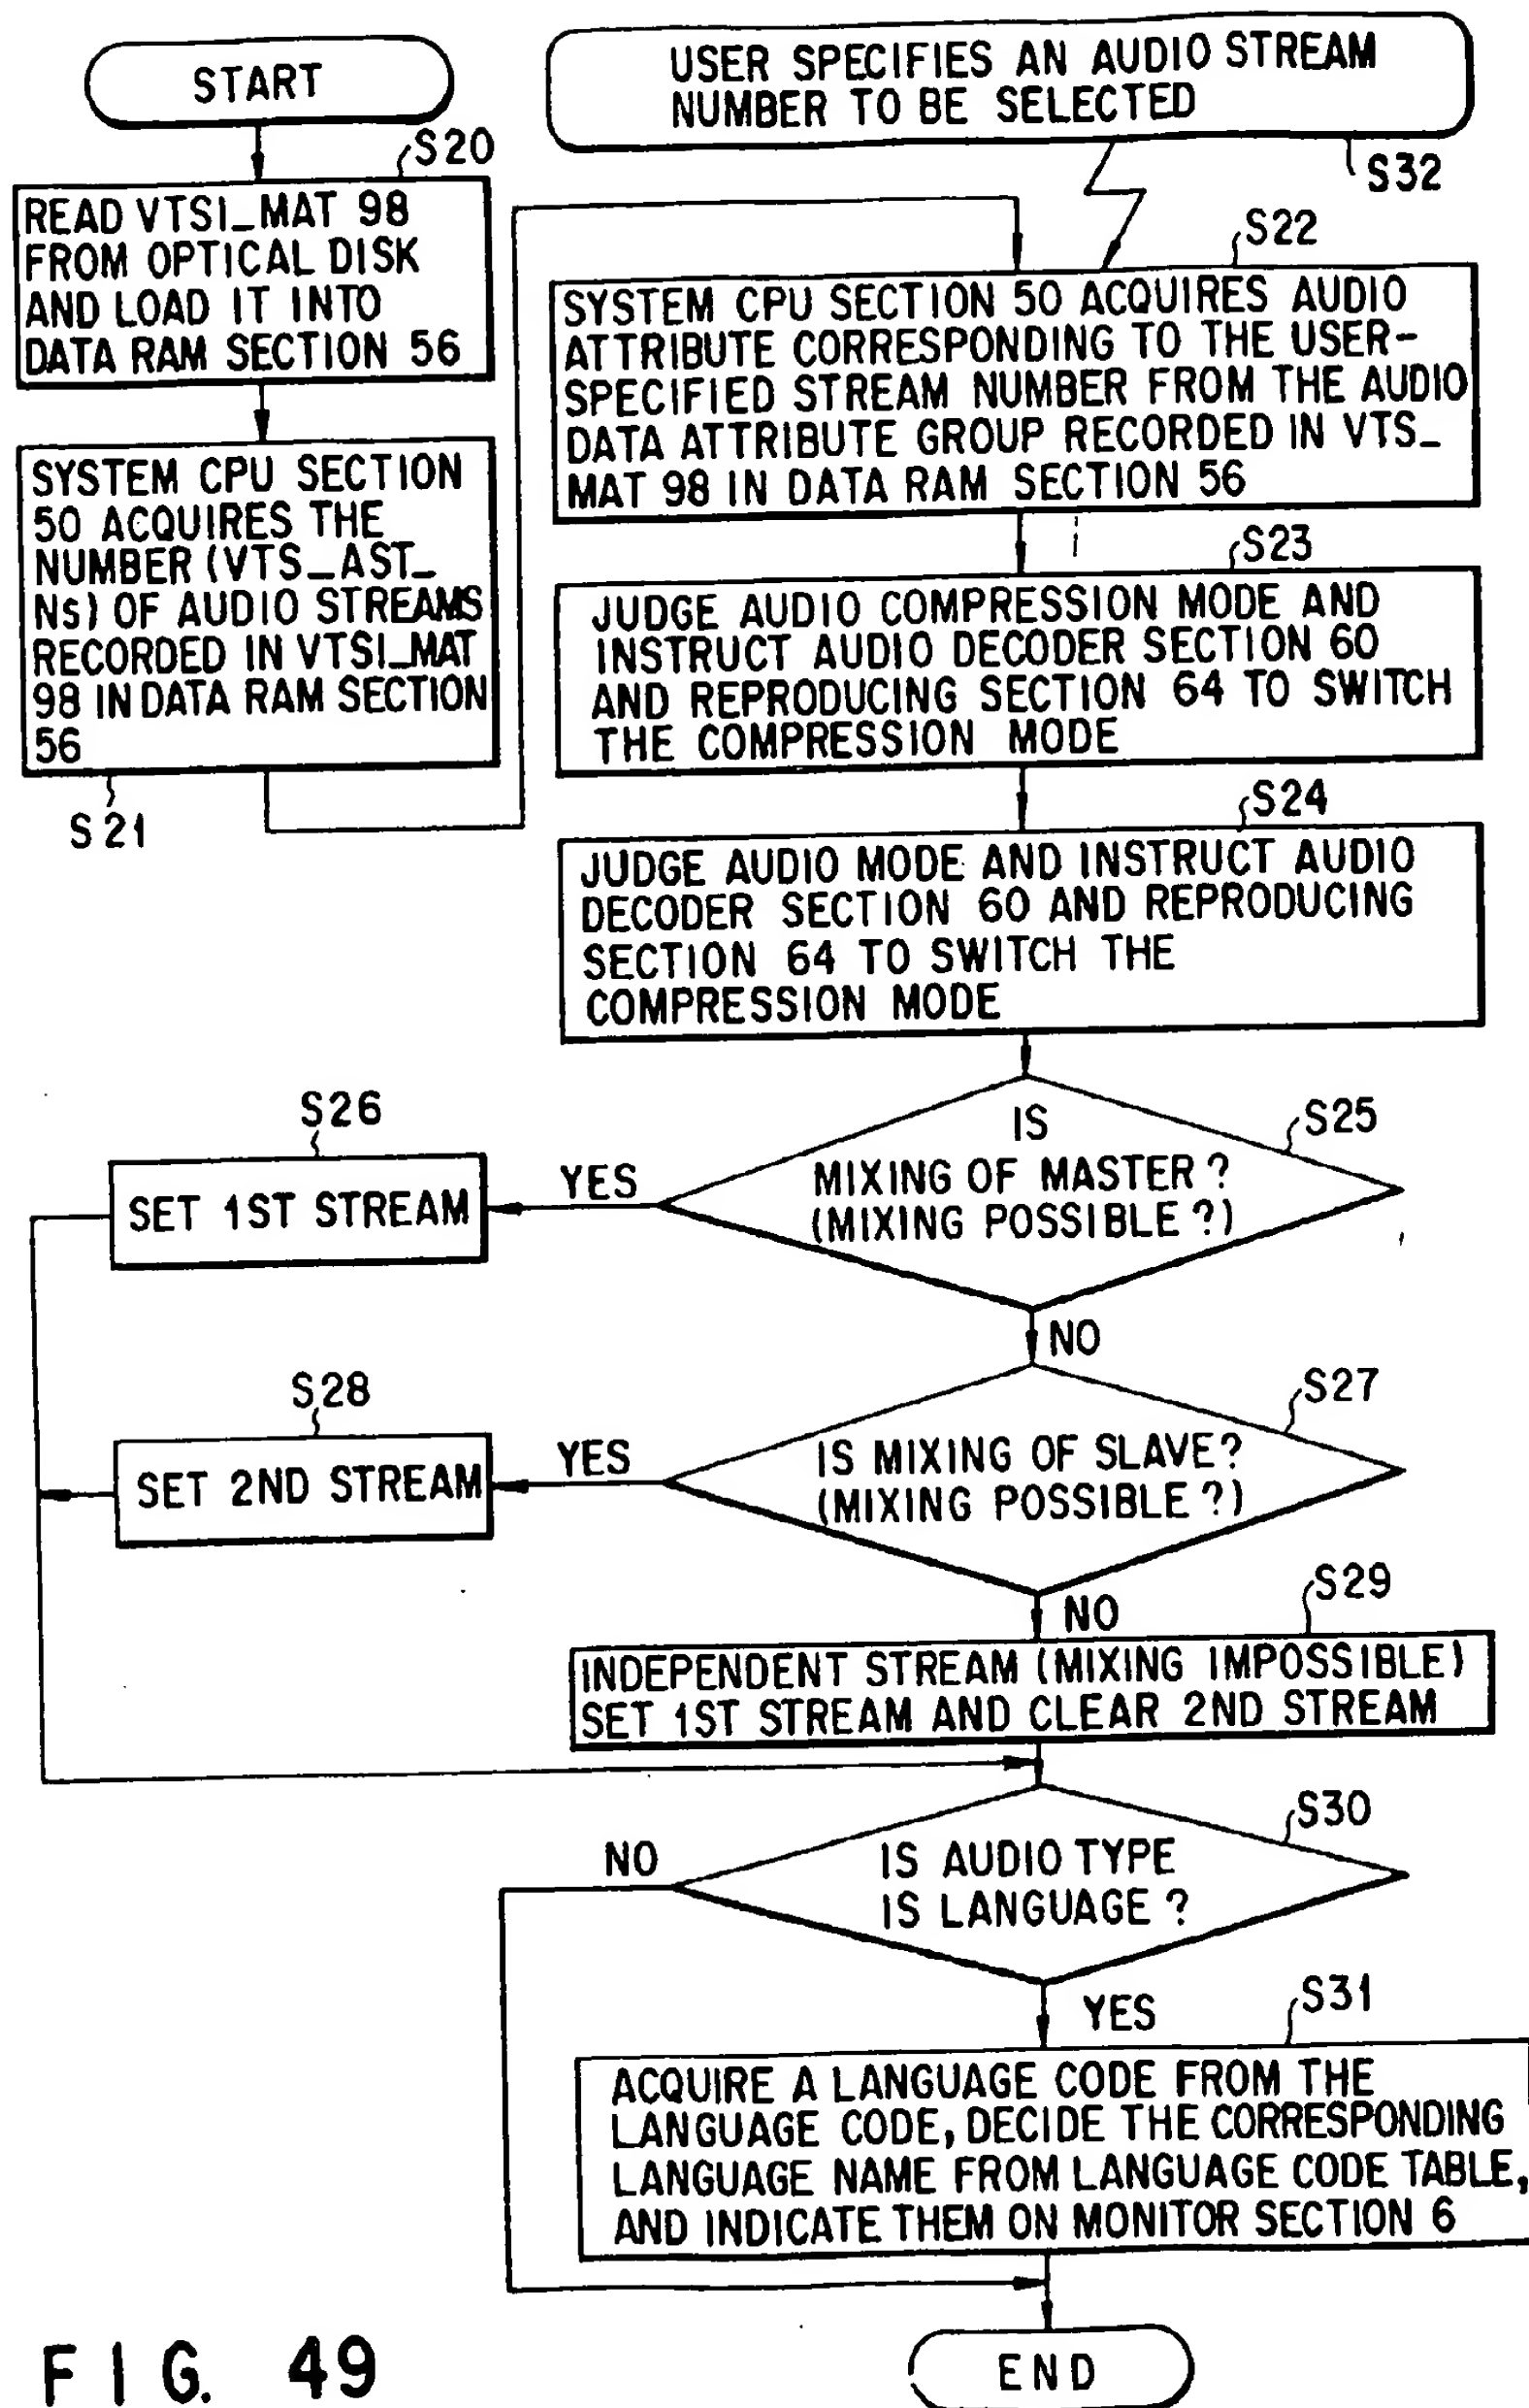 START
S20
READ VTSI_MAT 98
FROM OPTICAL DISK
AND LOAD IT INTO
DATA RAM SECTION 56
SYSTEM CPU SECTION
50 ACQUIRES THE
NUMBER (VTS_AST_
NS) OF AUDIO STREAMS
RECORDED IN VTSI_MAT
98 IN DATA RAM SECTION
56
S21
USER SPECIFIES AN AUDIO STREAM
NUMBER TO BE SELECTED
S32
S22
SYSTEM CPU SECTION 50 ACQUIRES AUDIO
ATTRIBUTE CORRESPONDING TO THE USER-
SPECIFIED STREAM NUMBER FROM THE AUDIO
DATA ATTRIBUTE GROUP RECORDED IN VTS_
MAT 98 IN DATA RAM SECTION 56
S23
JUDGE AUDIO COMPRESSION MODE AND
INSTRUCT AUDIO DECODER SECTION 60
AND REPRODUCING SECTION 64 TO SWITCH
THE COMPRESSION MODE
S24
JUDGE AUDIO MODE AND INSTRUCT AUDIO
DECODER SECTION 60 AND REPRODUCING
SECTION 64 TO SWITCH THE
COMPRESSION MODE
S25
IS
MIXING OF MASTER?
(MIXING POSSIBLE?)
YES
S26
SET 1ST STREAM
NO
S27
IS MIXING OF SLAVE?
(MIXING POSSIBLE?)
YES
S28
SET 2ND STREAM
NO
S29
INDEPENDENT STREAM (MIXING IMPOSSIBLE)
SET 1ST STREAM AND CLEAR 2ND STREAM
S30
IS AUDIO TYPE
IS LANGUAGE?
NO
YES
S31
ACQUIRE A LANGUAGE CODE FROM THE
LANGUAGE CODE, DECIDE THE CORRESPONDING
LANGUAGE NAME FROM LANGUAGE CODE TABLE,
AND INDICATE THEM ON MONITOR SECTION 6
END
FIG. 49